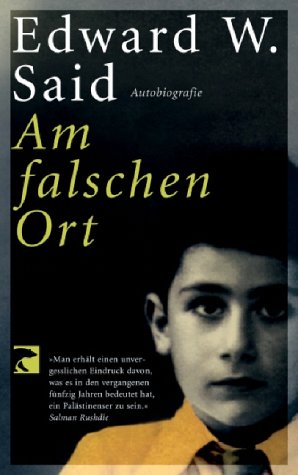 Edward W.
Said Autobiografie
Am
falschen
Ort
»Man erhält einen unver-
gesslichen Eindruck davon,
was es in den vergangenen
fünfzig Jahren bedeutet hat,
ein Palästinenser zu sein.«
Salman Rushdie